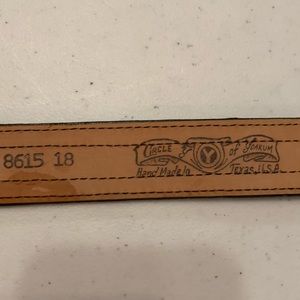 8615 18
Circle Y of Yoakum
Hand Made In Texas, U.S.A.